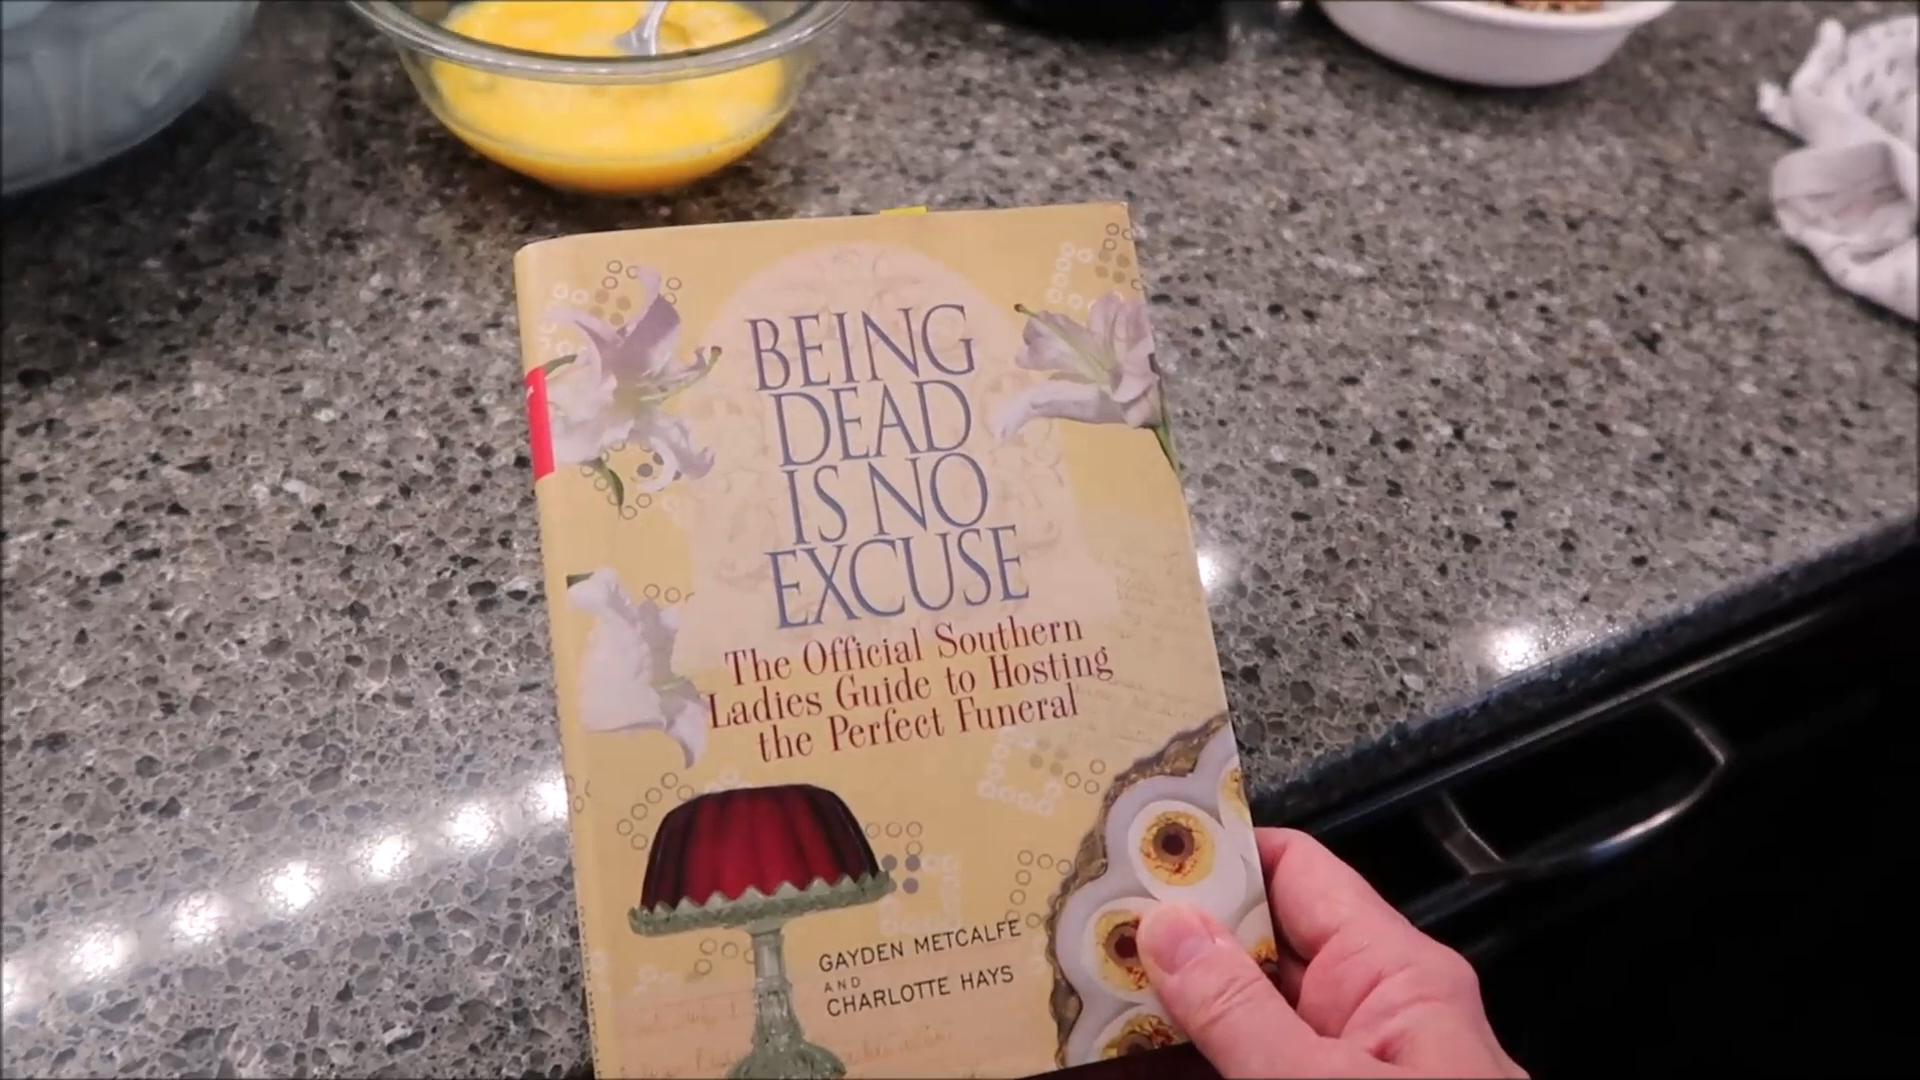 BEING
DEAD
IS NO
EXCUSE
The Official Southern
Ladies Guide to Hosting
the Perfect Funeral
GAYDEN METCALFE
AND
CHARLOTTE HAYS